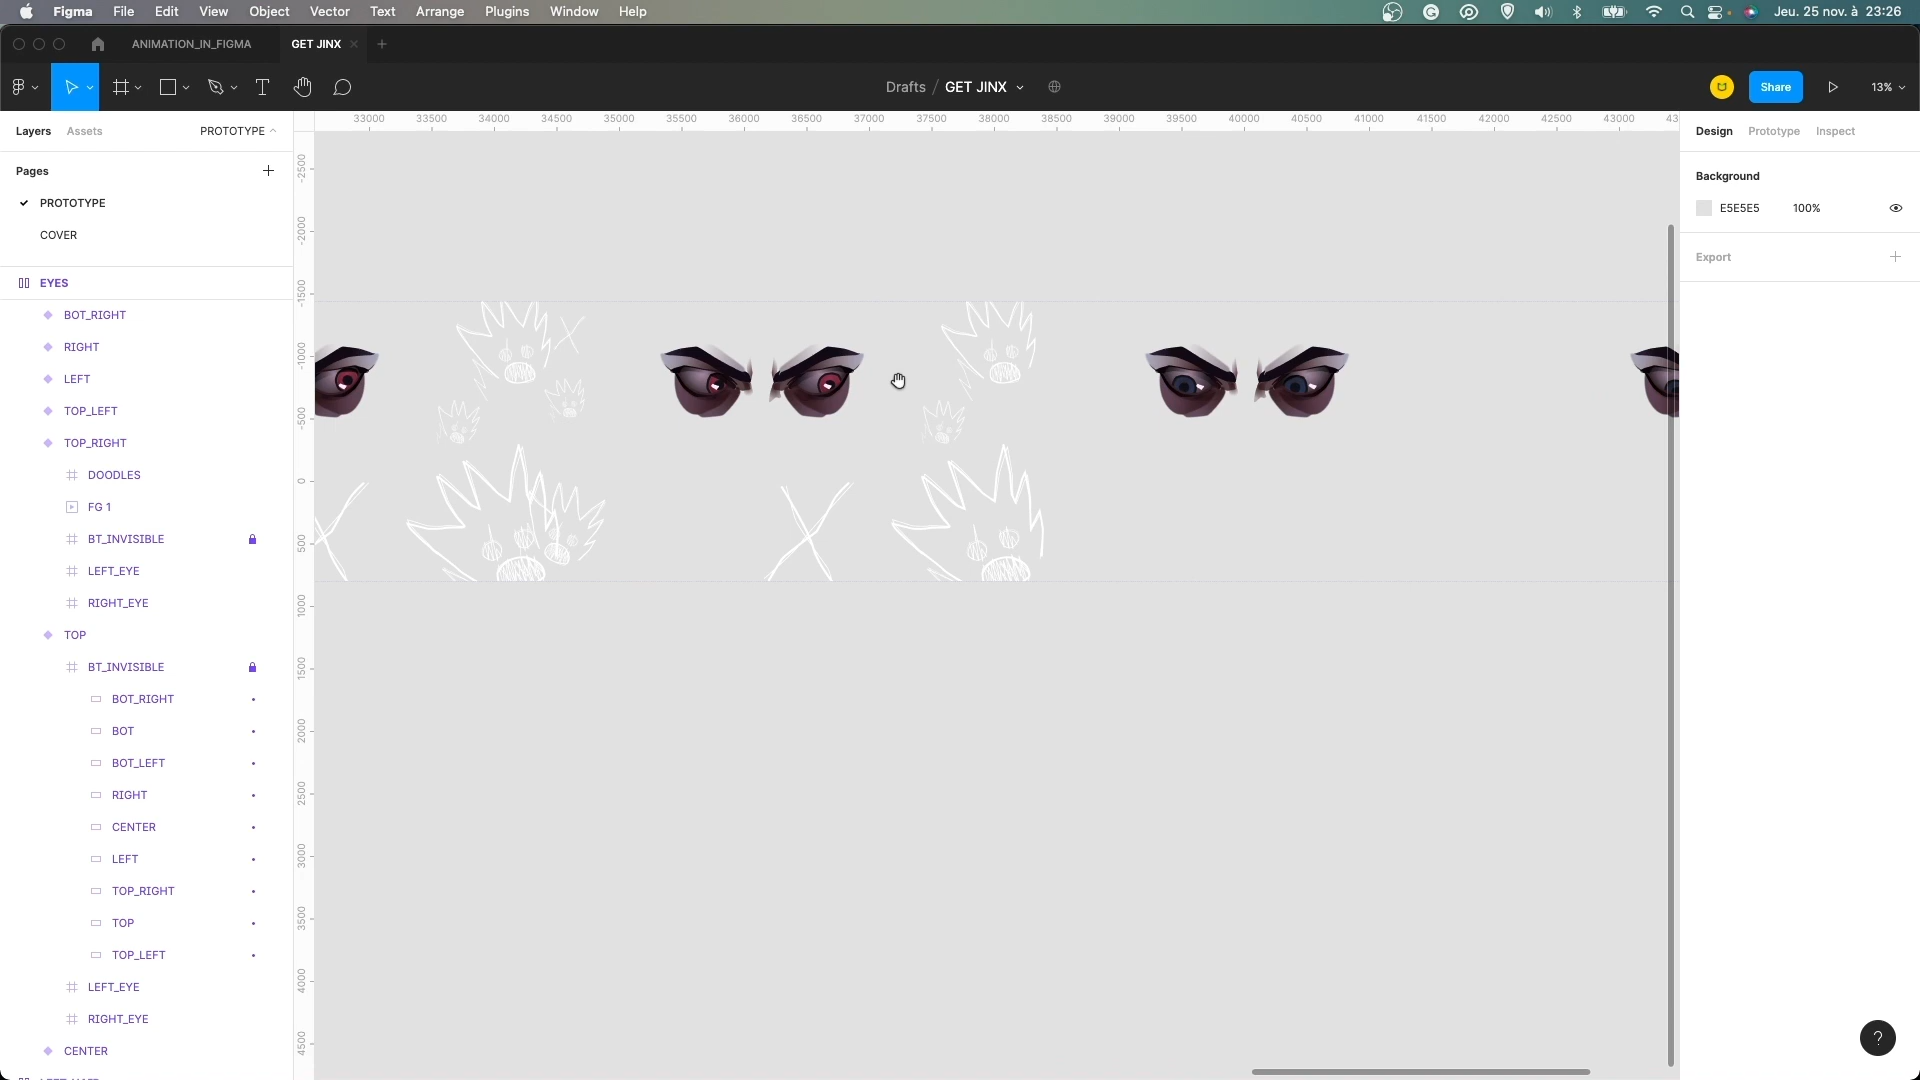 Figma File Edit View Object Vector Text Arrange Plugins Window Help Jeu. 25 nov. à 23:26
ANIMATION_IN_FIGMA GET JINX
Drafts / GET JINX Share 13%
Layers Assets PROTOTYPE
33000 33500 34000 34500 35000 35500 36000 36500 37000 37500 38000 38500 39000 39500 40000 40500 41000 41500 42000 42500 43000 43
Design Prototype Inspect
Pages
PROTOTYPE
COVER
Background
E5E5E5 100%
Export
EYES
BOT_RIGHT
RIGHT
LEFT
TOP_LEFT
TOP_RIGHT
DOODLES
FG 1
BT_INVISIBLE
LEFT_EYE
RIGHT_EYE
TOP
BT_INVISIBLE
BOT_RIGHT
BOT
BOT_LEFT
RIGHT
CENTER
LEFT
TOP_RIGHT
TOP
TOP_LEFT
LEFT_EYE
RIGHT_EYE
CENTER
-2500
-2000
-1500
-1000
-500
0
500
1000
1500
2000
2500
3000
3500
4000
4500
?